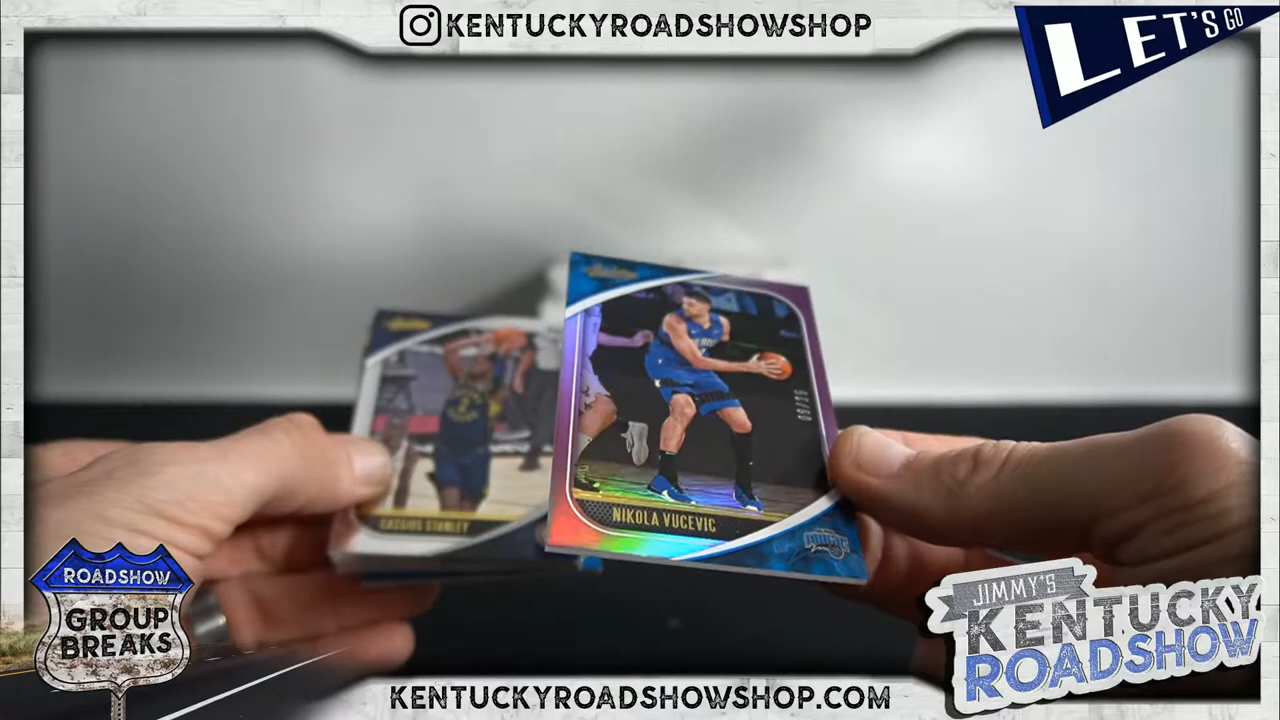 KENTUCKYROADSHOWSHOP
LET'S GO
NIKOLA VUCEVIC
CASSIUS STANLEY
ROADSHOW
GROUP
BREAKS
JIMMY'S
KENTUCKY
ROADSHOW
KENTUCKYROADSHOWSHOP.COM